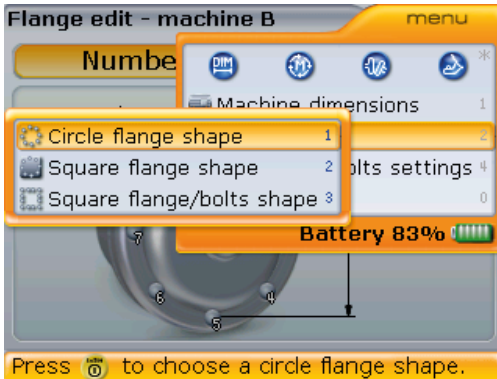 Flange edit - machine B
menu
Numbe
DIM
M
*
Machine dimensions 1
Circle flange shape 1
2
Square flange shape 2
olts settings 4
Square flange/bolts shape 3
0
Battery 83%
7
6
4
5
Press 0 to choose a circle flange shape.